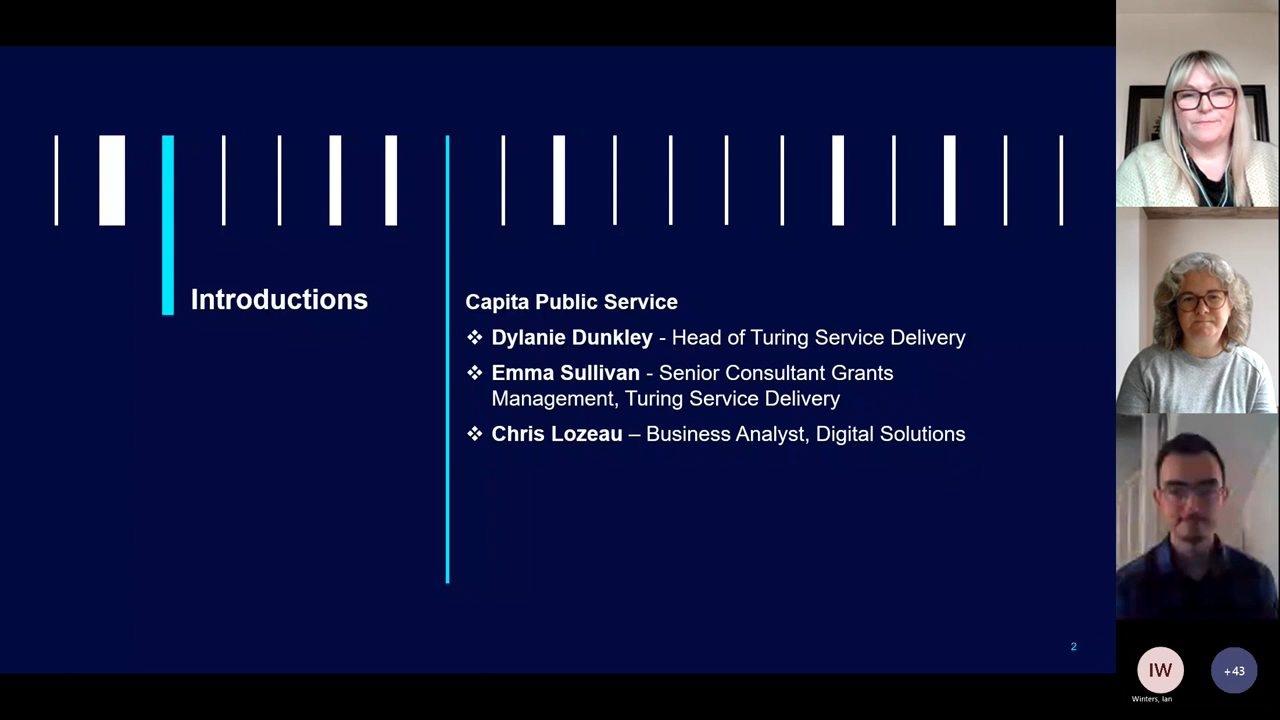 Introductions
Capita Public Service
❖ Dylanie Dunkley - Head of Turing Service Delivery
❖ Emma Sullivan - Senior Consultant Grants
Management, Turing Service Delivery
❖ Chris Lozeau – Business Analyst, Digital Solutions
2
IW
+43
Winters, Ian